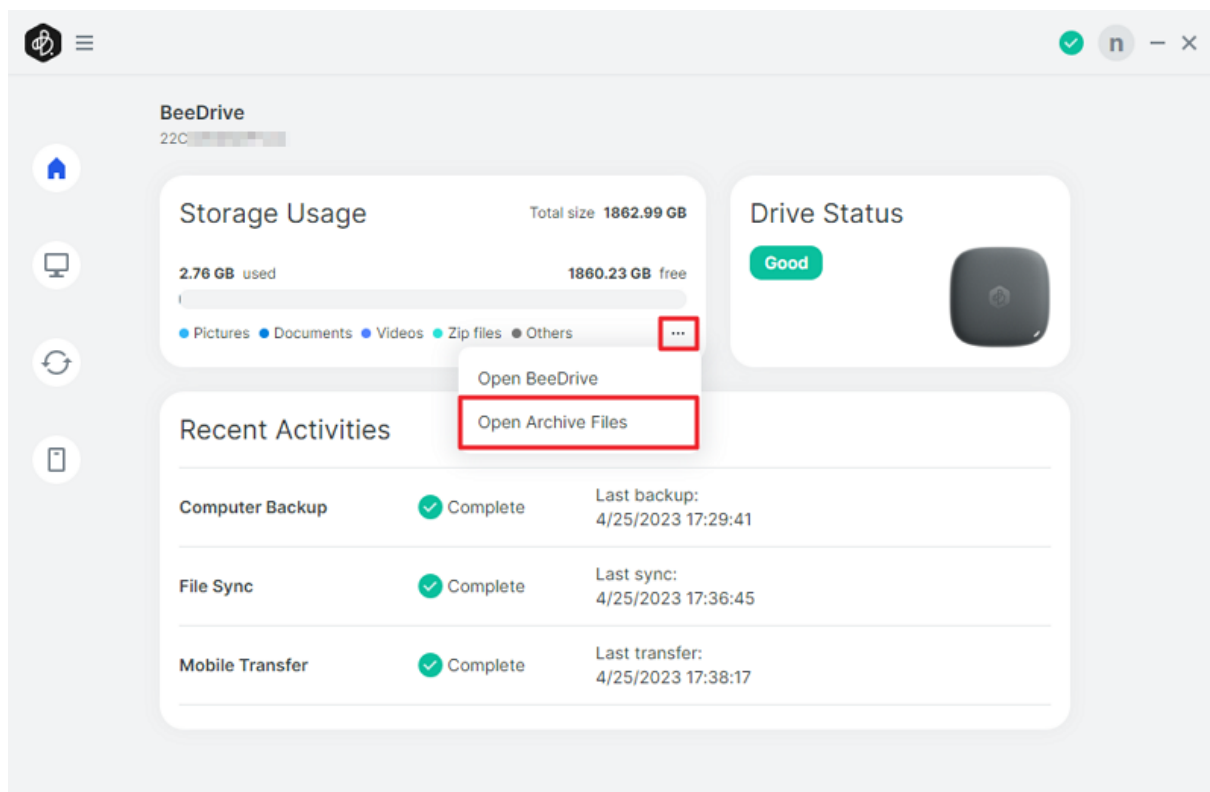 n
BeeDrive
22C
Storage Usage
Total size 1862.99 GB
2.76 GB used
1860.23 GB free
Pictures Documents Videos Zip files Others
Open BeeDrive
Open Archive Files
Drive Status
Good
Recent Activities
Computer Backup
Complete
Last backup:
4/25/2023 17:29:41
File Sync
Complete
Last sync:
4/25/2023 17:36:45
Mobile Transfer
Complete
Last transfer:
4/25/2023 17:38:17